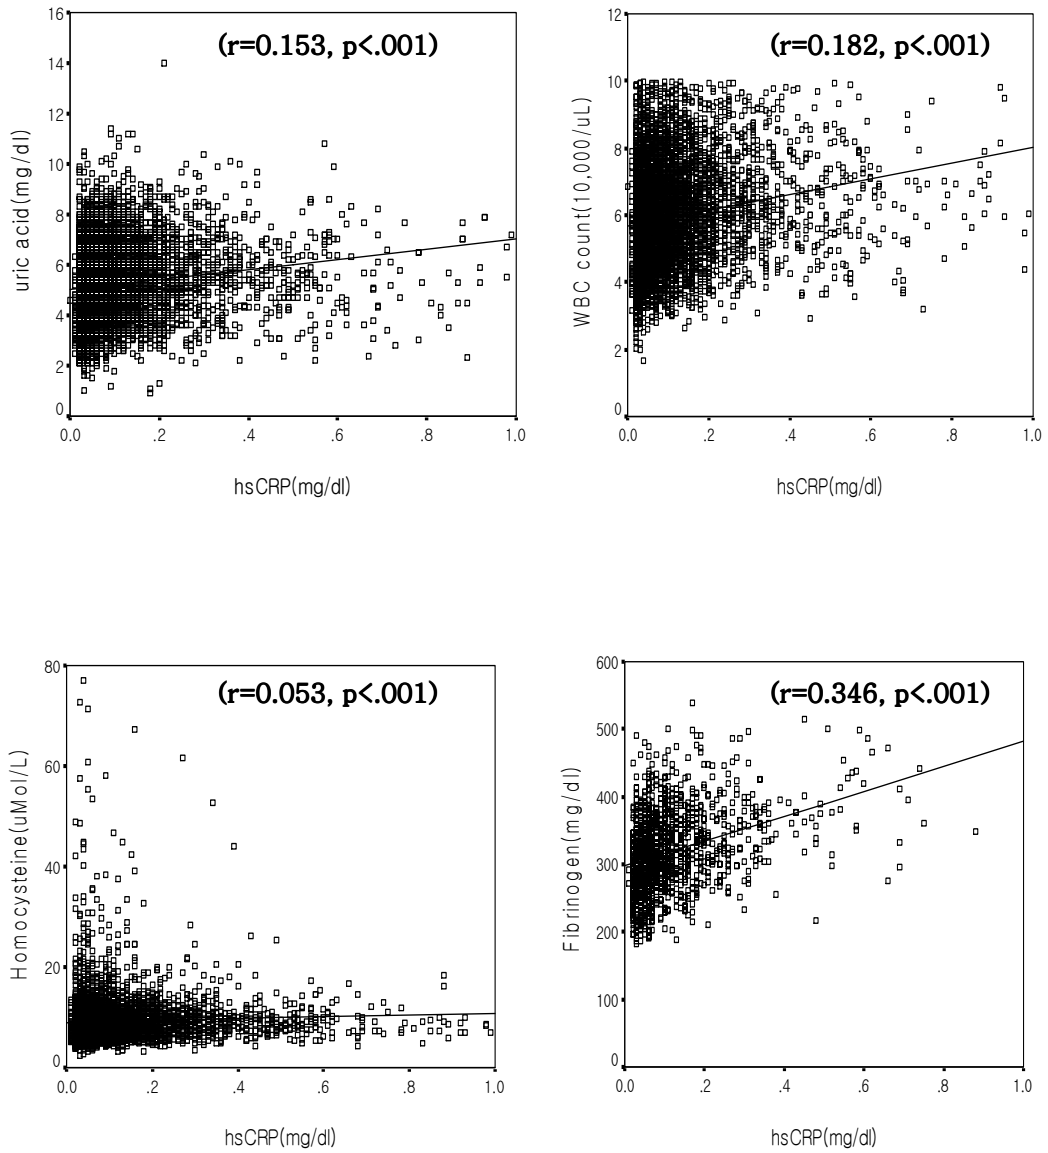 16
14
12
10
8
6
4
2
0
uric acid(mg/dl)
(r=0.153, p<.001)
0.0 .2 .4 .6 .8 1.0
hsCRP(mg/dl)
12
10
8
6
4
2
0
WBC count(10,000/uL)
(r=0.182, p<.001)
0.0 .2 .4 .6 .8 1.0
hsCRP(mg/dl)
80
60
40
20
0
Homocysteine(uMol/L)
(r=0.053, p<.001)
0.0 .2 .4 .6 .8 1.0
hsCRP(mg/dl)
600
500
400
300
200
100
0
Fibrinogen(mg/dl)
(r=0.346, p<.001)
0.0 .2 .4 .6 .8 1.0
hsCRP(mg/dl)